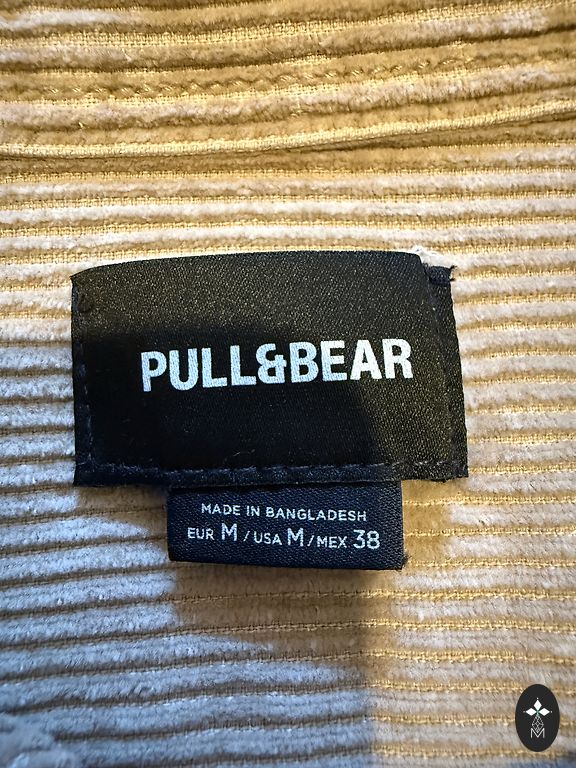 PULL&BEAR
MADE IN BANGLADESH
EUR M / USA M / MEX 38
M